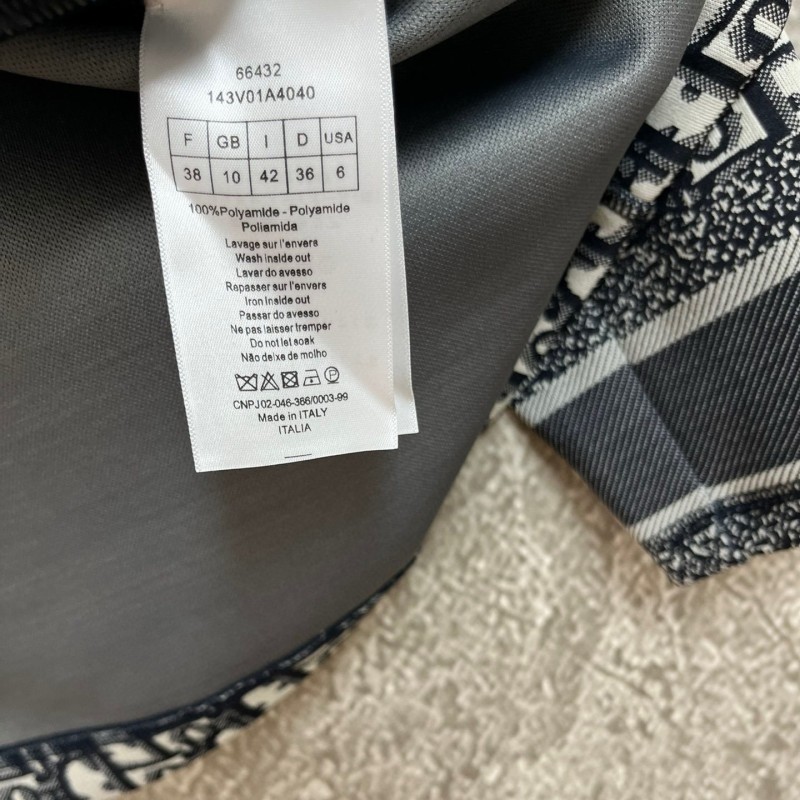 66432
143V01A4040
F GB I D USA
38 10 42 36 6
100%Polyamide - Polyamide
Poliamida
Lavage sur l'envers
Wash inside out
Lavar do avesso
Repasser sur l'envers
Iron inside out
Passar do avesso
Ne pas laisser tremper
Do not let soak
Não deixe de molho
CNPJ02-046-366/0003-99
Made in ITALY
ITALIA